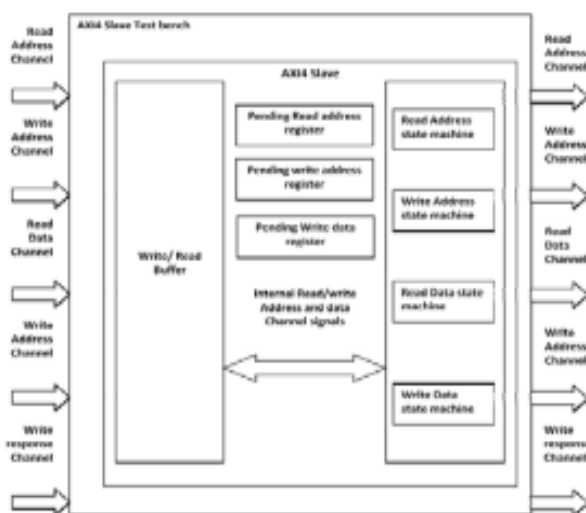 AXI4 Slave Test bench
Read
Address
Channel
Write
Address
Channel
Read
Data
Channel
Write
Address
Channel
Write
response
Channel
AXI4 Slave
Write/ Read
Buffer
Pending Read address
register
Pending write address
register
Pending Write data
register
Internal Read/write
Address and data
Channel signals
Read Address
state machine
Write Address
state machine
Read Data state
machine
Write Data
state machine
Read
Address
Channel
Write
Address
Channel
Read
Data
Channel
Write
Address
Channel
Write
response
Channel